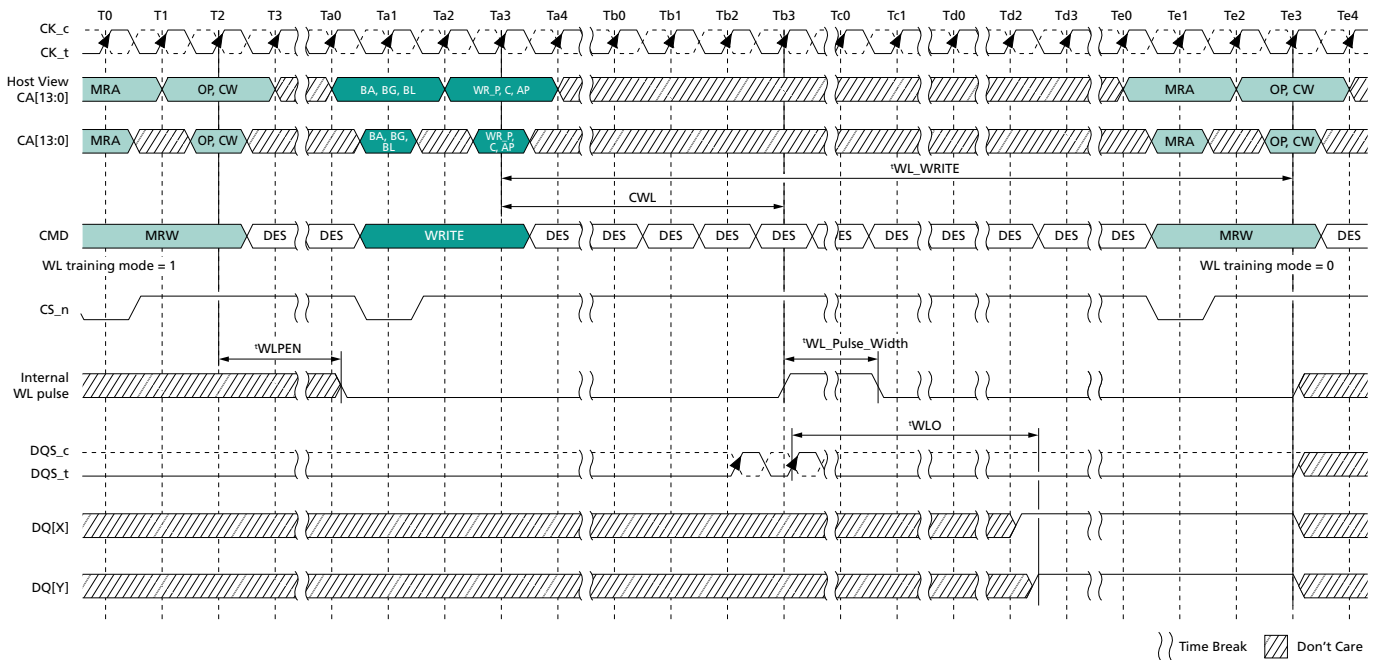 T0 T1 T2 T3 Ta0 Ta1 Ta2 Ta3 Ta4 Tb0 Tb1 Tb2 Tb3 Tc0 Tc1 Td0 Td2 Td3 Te0 Te1 Te2 Te3 Te4
CK_c
CK_t
Host View
CA[13:0]
MRA OP, CW BA, BG, BL WR_P, C, AP MRA OP, CW
CA[13:0]
MRA OP, CW BA, BG,
BL WR_P,
C, AP MRA OP, CW
tWL_WRITE
CWL
CMD MRW DES DES WRITE DES DES DES DES DES ES DES DES DES DES MRW DES
WL training mode = 1 WL training mode = 0
CS_n
tWLPEN tWL_Pulse_Width
Internal
WL pulse
tWLO
DQS_c
DQS_t
DQ[X]
DQ[Y]
Time Break Don't Care